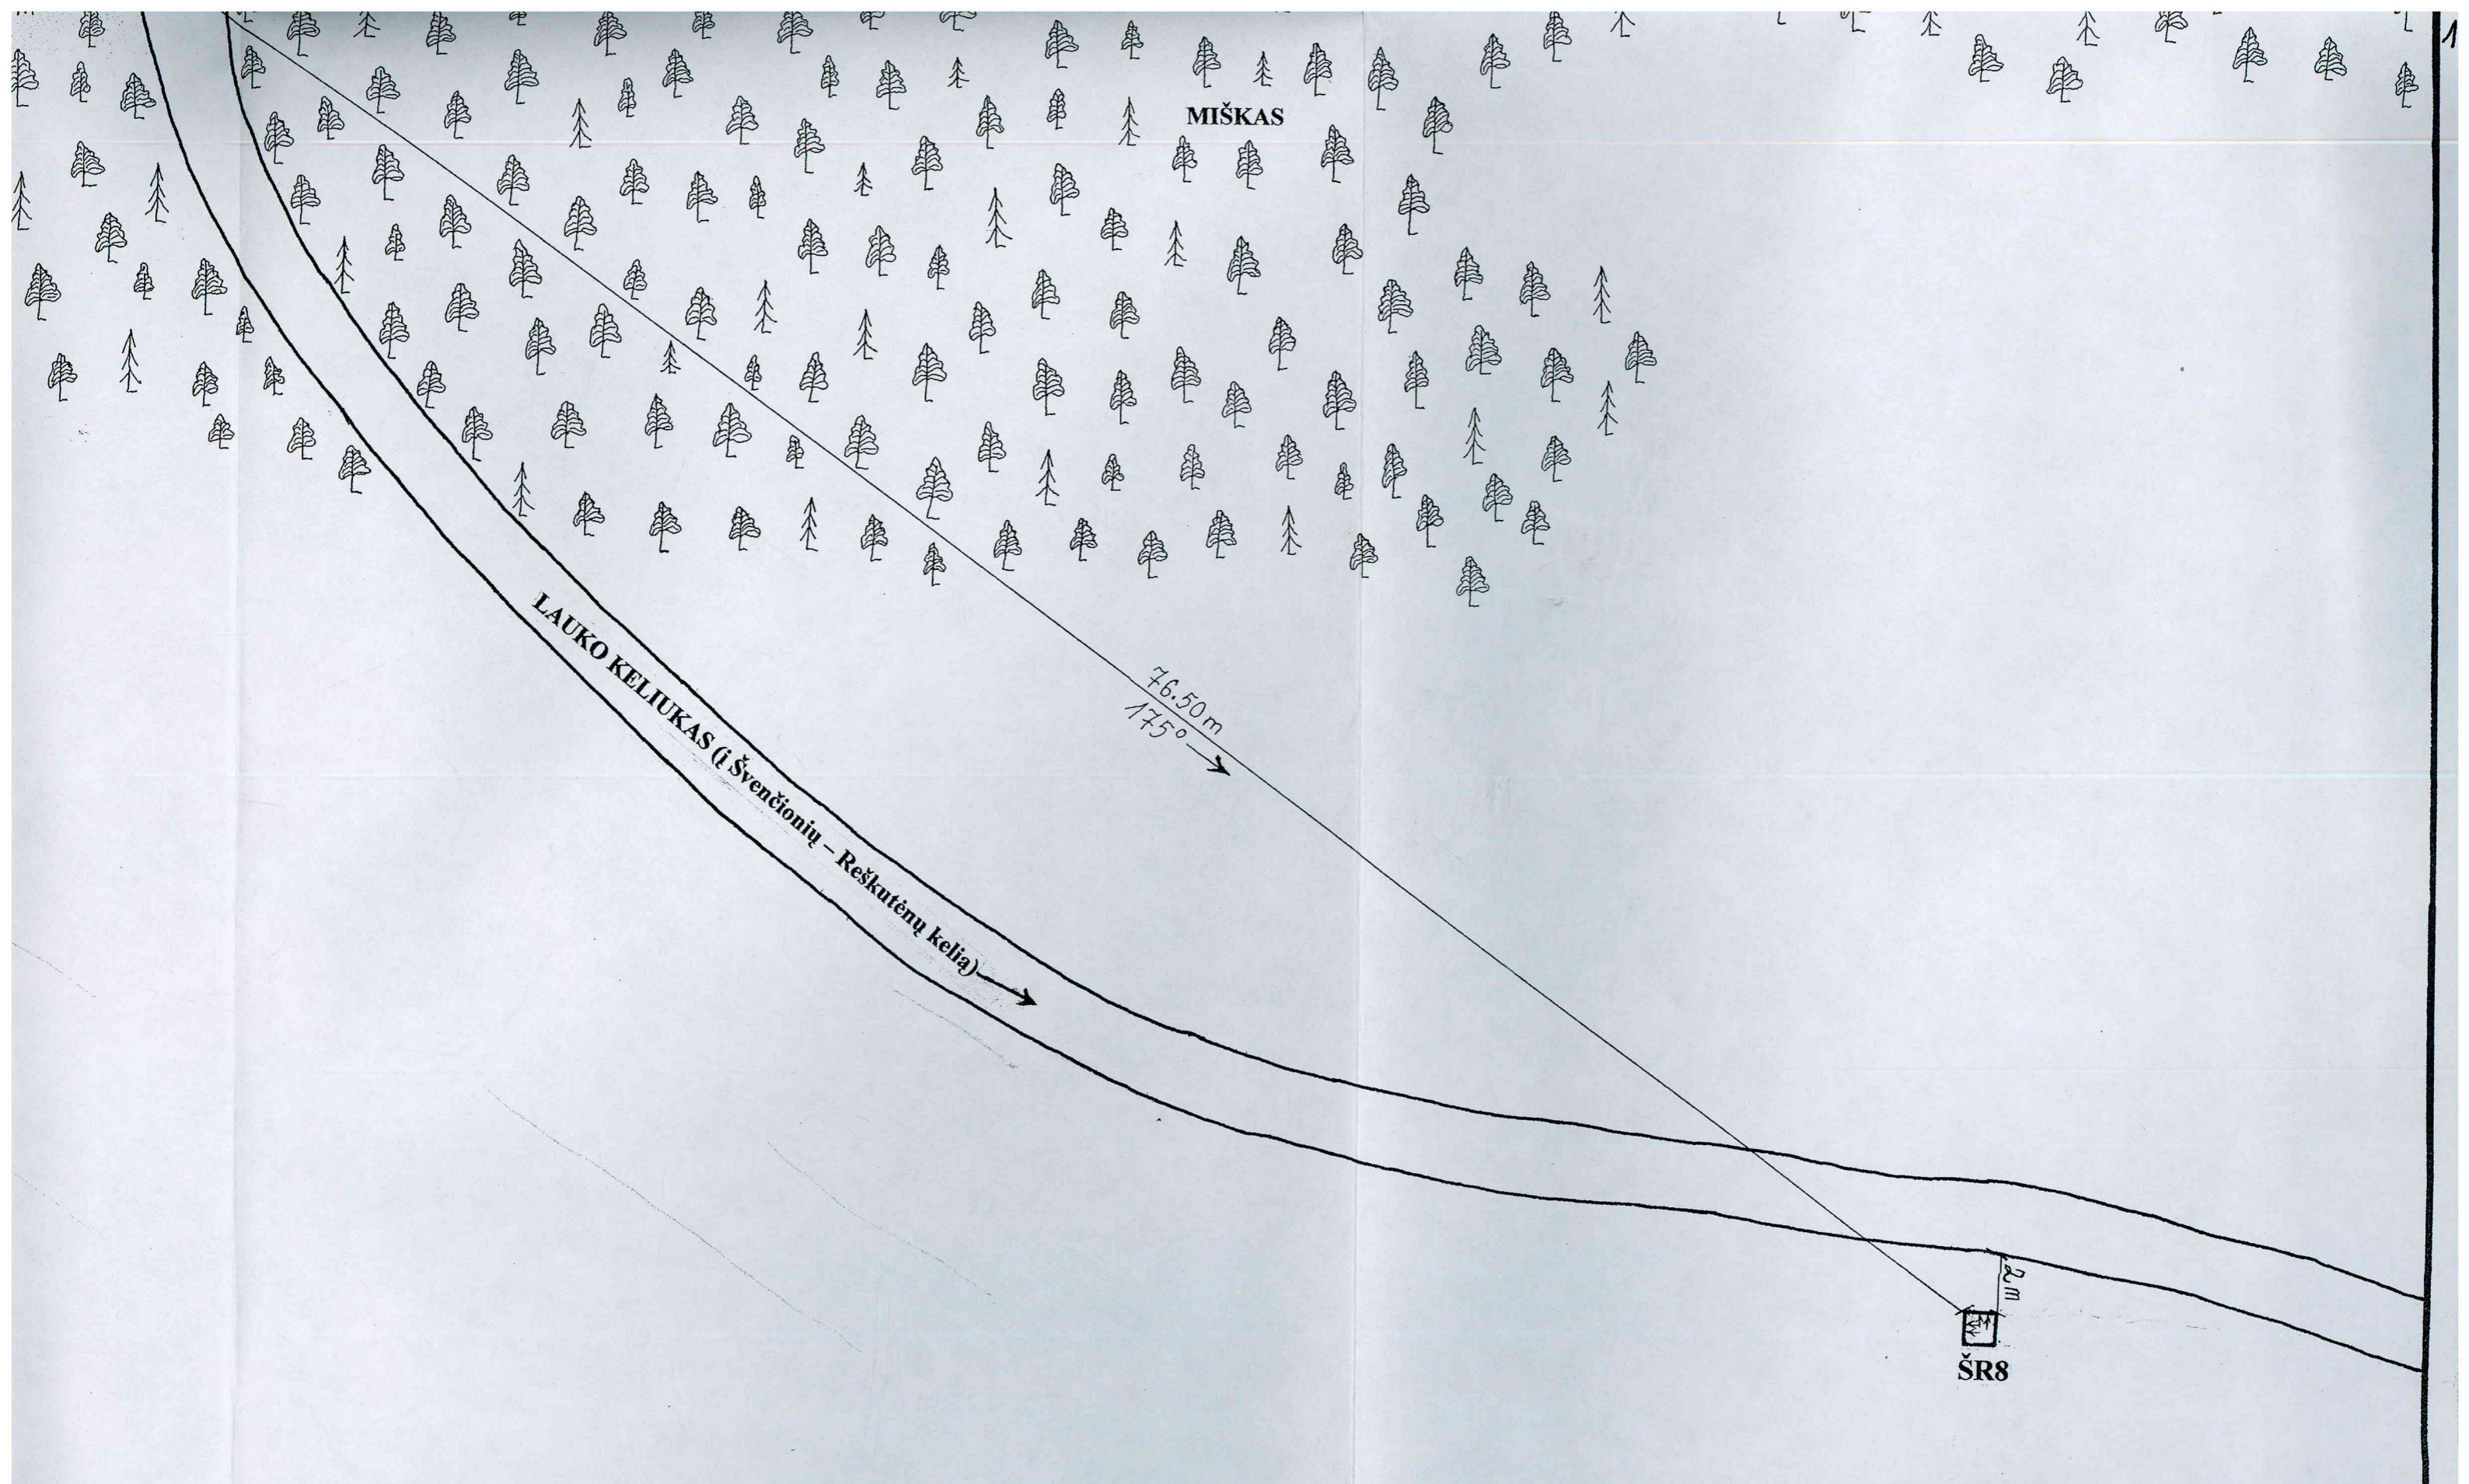 MIŠKAS
76.50 m
175°
LAUKO KELIUKAS (į Švenčionių – Reškutėnų kelią)
2 m
ŠR8